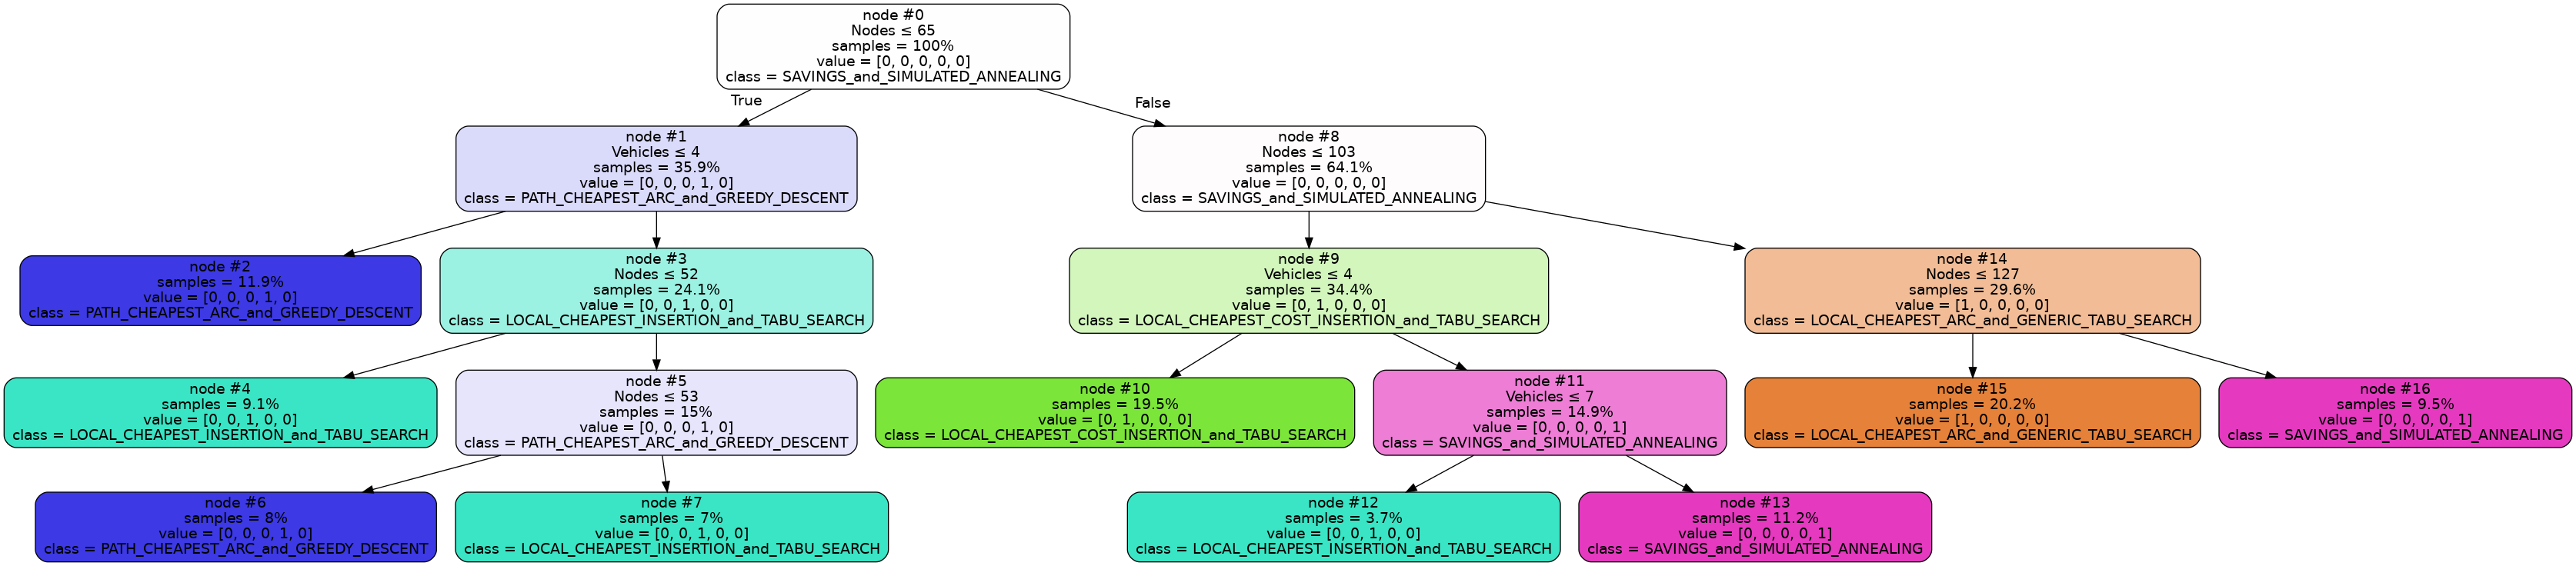 node #0
Nodes ≤ 65
samples = 100%
value = [0, 0, 0, 0, 0]
class = SAVINGS_and_SIMULATED_ANNEALING
True
False
node #1
Vehicles ≤ 4
samples = 35.9%
value = [0, 0, 0, 1, 0]
class = PATH_CHEAPEST_ARC_and_GREEDY_DESCENT
node #8
Nodes ≤ 103
samples = 64.1%
value = [0, 0, 0, 0, 0]
class = SAVINGS_and_SIMULATED_ANNEALING
node #2
samples = 11.9%
value = [0, 0, 0, 1, 0]
class = PATH_CHEAPEST_ARC_and_GREEDY_DESCENT
node #3
Nodes ≤ 52
samples = 24.1%
value = [0, 0, 1, 0, 0]
class = LOCAL_CHEAPEST_INSERTION_and_TABU_SEARCH
node #9
Vehicles ≤ 4
samples = 34.4%
value = [0, 1, 0, 0, 0]
class = LOCAL_CHEAPEST_COST_INSERTION_and_TABU_SEARCH
node #14
Nodes ≤ 127
samples = 29.6%
value = [1, 0, 0, 0, 0]
class = LOCAL_CHEAPEST_ARC_and_GENERIC_TABU_SEARCH
node #4
samples = 9.1%
value = [0, 0, 1, 0, 0]
class = LOCAL_CHEAPEST_INSERTION_and_TABU_SEARCH
node #5
Nodes ≤ 53
samples = 15%
value = [0, 0, 0, 1, 0]
class = PATH_CHEAPEST_ARC_and_GREEDY_DESCENT
node #10
samples = 19.5%
value = [0, 1, 0, 0, 0]
class = LOCAL_CHEAPEST_COST_INSERTION_and_TABU_SEARCH
node #11
Vehicles ≤ 7
samples = 14.9%
value = [0, 0, 0, 0, 1]
class = SAVINGS_and_SIMULATED_ANNEALING
node #15
samples = 20.2%
value = [1, 0, 0, 0, 0]
class = LOCAL_CHEAPEST_ARC_and_GENERIC_TABU_SEARCH
node #16
samples = 9.5%
value = [0, 0, 0, 0, 1]
class = SAVINGS_and_SIMULATED_ANNEALING
node #6
samples = 8%
value = [0, 0, 0, 1, 0]
class = PATH_CHEAPEST_ARC_and_GREEDY_DESCENT
node #7
samples = 7%
value = [0, 0, 1, 0, 0]
class = LOCAL_CHEAPEST_INSERTION_and_TABU_SEARCH
node #12
samples = 3.7%
value = [0, 0, 1, 0, 0]
class = LOCAL_CHEAPEST_INSERTION_and_TABU_SEARCH
node #13
samples = 11.2%
value = [0, 0, 0, 0, 1]
class = SAVINGS_and_SIMULATED_ANNEALING